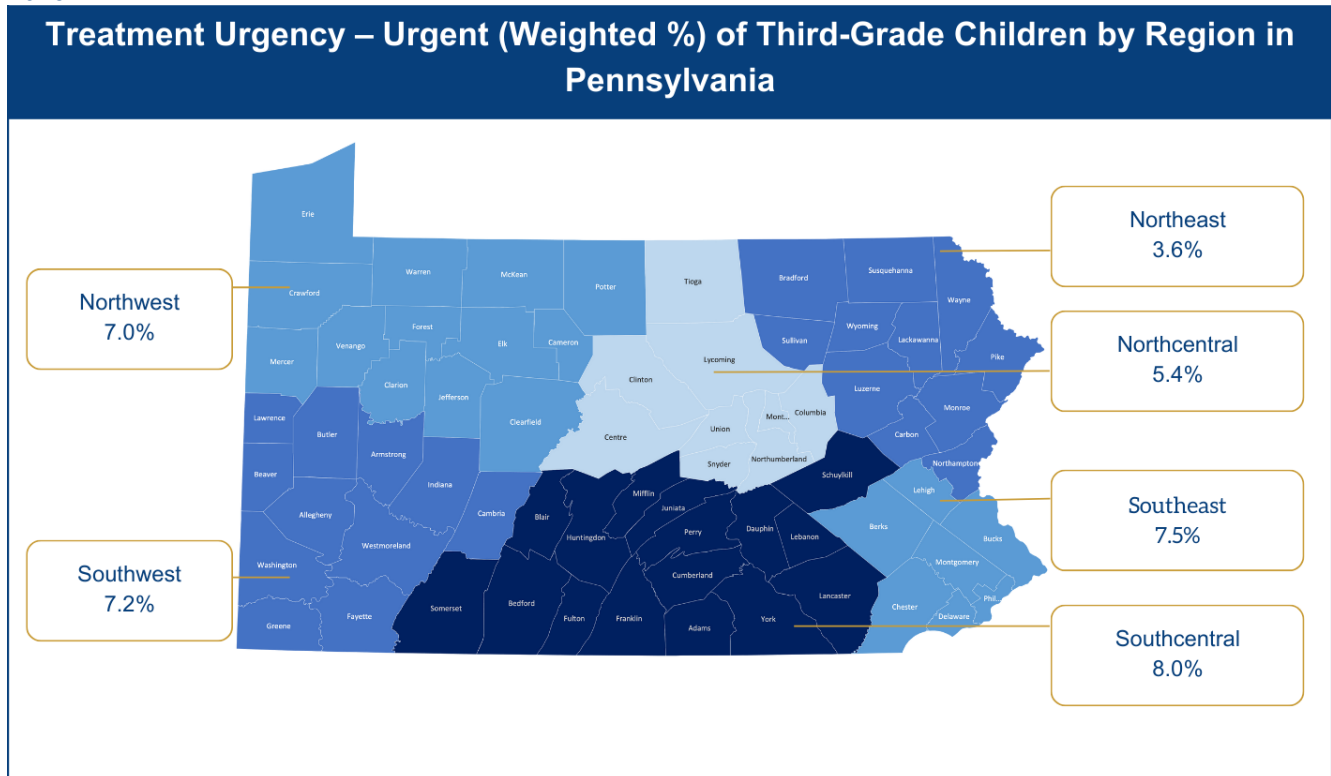 Treatment Urgency – Urgent (Weighted %) of Third-Grade Children by Region in
Pennsylvania
Northwest
7.0%
Southwest
7.2%
Northeast
3.6%
Northcentral
5.4%
Southeast
7.5%
Southcentral
8.0%
Erie
Crawford
Warren
McKean
Potter
Mercer
Venango
Forest
Elk
Cameron
Clarion
Jefferson
Clearfield
Tioga
Lycoming
Clinton
Centre
Union
Mont...
Columbia
Snyder
Northumberland
Bradford
Susquehanna
Wayne
Sullivan
Wyoming
Lackawanna
Pike
Luzerne
Monroe
Carbon
Northampton
Lawrence
Butler
Armstrong
Beaver
Indiana
Allegheny
Cambria
Westmoreland
Washington
Greene
Fayette
Blair
Mifflin
Juniata
Huntingdon
Perry
Dauphin
Lebanon
Schuylkill
Cumberland
Lancaster
Somerset
Bedford
Fulton
Franklin
Adams
York
Lehigh
Berks
Bucks
Montgomery
Phil...
Chester
Delaware